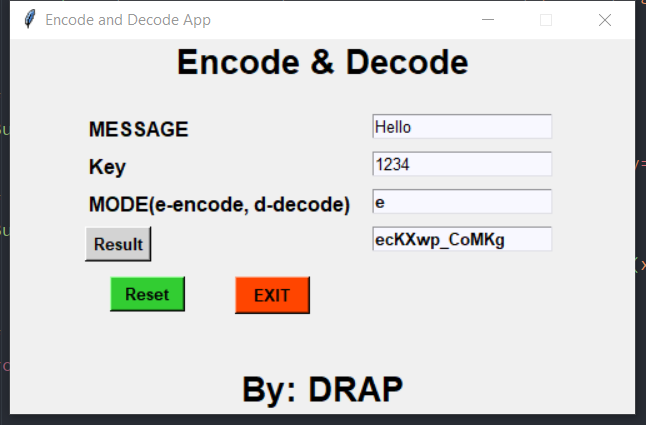 Encode and Decode App
Encode & Decode
MESSAGE Hello
Key 1234
MODE(e-encode, d-decode) e
Result ecKXwp_CoMKg
Reset EXIT
By: DRAP